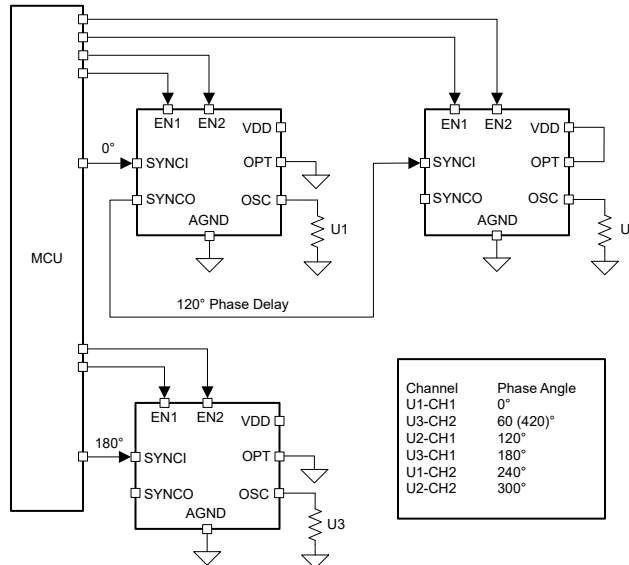 EN1
EN2
VDD
0°
SYNCI
OPT
SYNCO
OSC
AGND
U1
EN1
EN2
VDD
SYNCI
OPT
SYNCO
OSC
AGND
U
MCU
120° Phase Delay
EN1
EN2
VDD
180°
SYNCI
OPT
SYNCO
OSC
AGND
U3
Channel Phase Angle
U1-CH1 0°
U3-CH2 60 (420)°
U2-CH1 120°
U3-CH1 180°
U1-CH2 240°
U2-CH2 300°